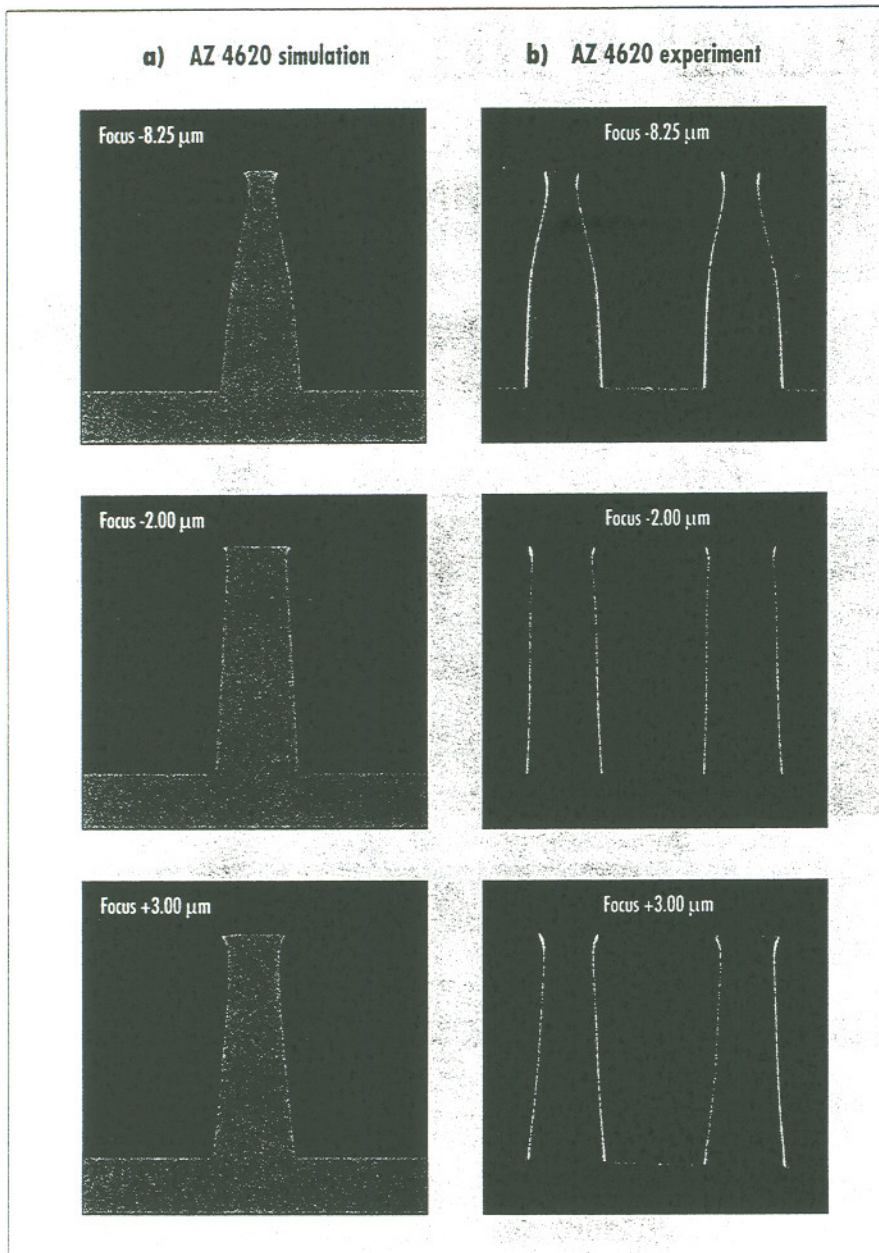 a) AZ 4620 simulation
b) AZ 4620 experiment
Focus -8.25 µm
Focus -8.25 µm
Focus -2.00 µm
Focus -2.00 µm
Focus +3.00 µm
Focus +3.00 µm